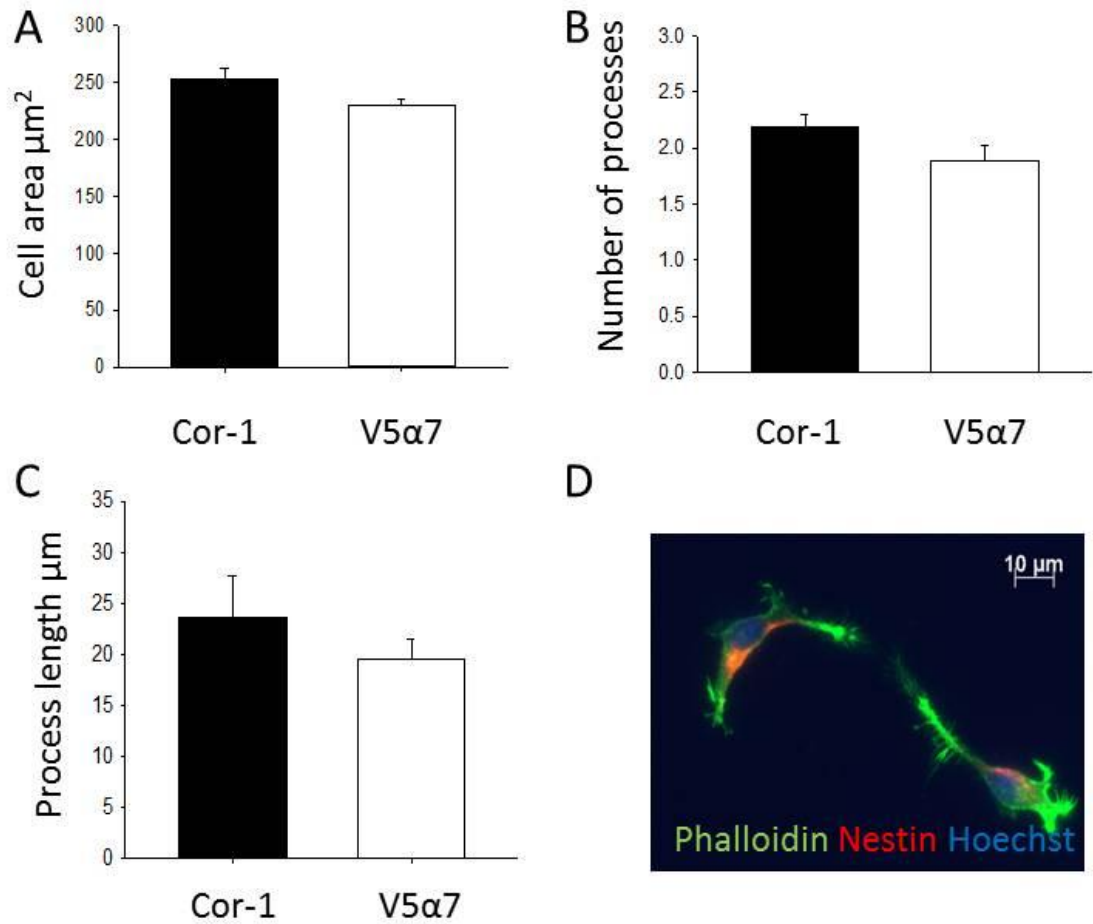 A
Cell area µm²
300
250
200
150
100
50
0
Cor-1 V5α7
B
Number of processes
3.0
2.5
2.0
1.5
1.0
0.5
0.0
Cor-1 V5α7
C
Process length µm
35
30
25
20
15
10
5
0
Cor-1 V5α7
D
10 µm
Phalloidin Nestin Hoechst